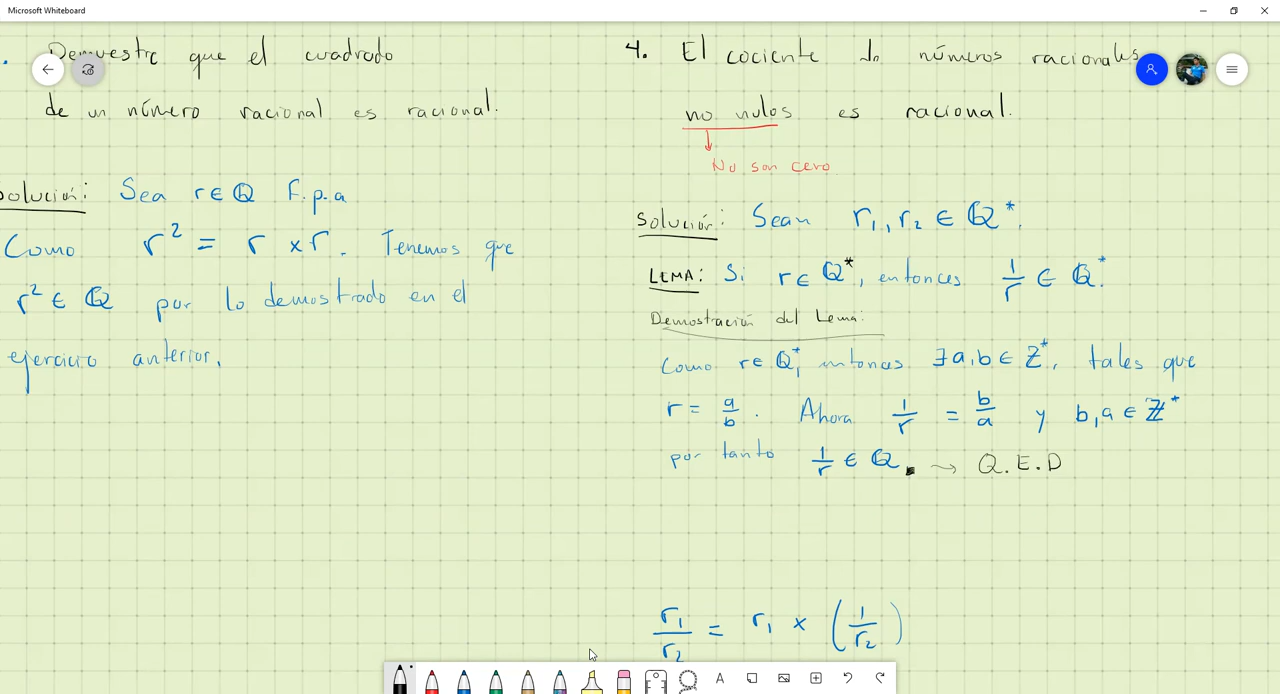 Microsoft Whiteboard
Demuestre que el cuadrado
de un número racional es racional.
Solución: Sea r ∈ ℚ F.p.a
Como r² = r × r. Tenemos que
r² ∈ ℚ por lo demostrado en el
ejercicio anterior.
4. El cociente de números racionales
no nulos es racional.
No son cero
Solución: Sean r₁, r₂ ∈ ℚ*.
LEMA: Si r ∈ ℚ*, entonces 1/r ∈ ℚ*.
Demostración del Lema:
Como r ∈ ℚ*, entonces ∃ a, b ∈ ℤ*, tales que
r = a/b. Ahora 1/r = b/a y b, a ∈ ℤ*
por tanto 1/r ∈ ℚ. → Q.E.D
r₁/r₂ = r₁ × (1/r₂)
A